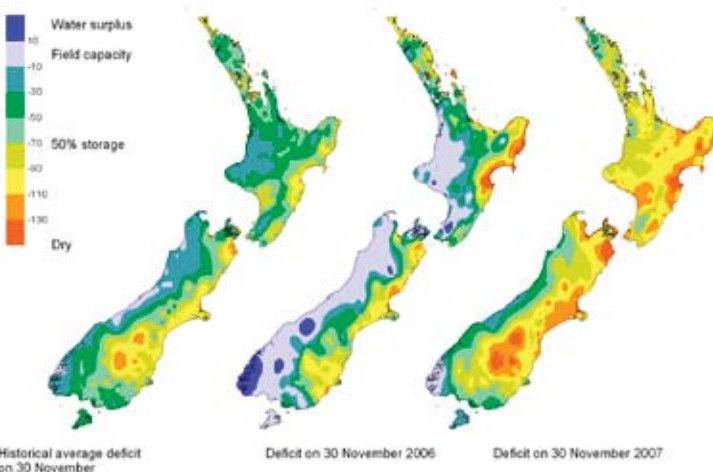 Water surplus
10
Field capacity
-10
-30
50% storage
-70
-90
-110
-130
Dry
Historical average deficit
on 30 November
Deficit on 30 November 2006
Deficit on 30 November 2007